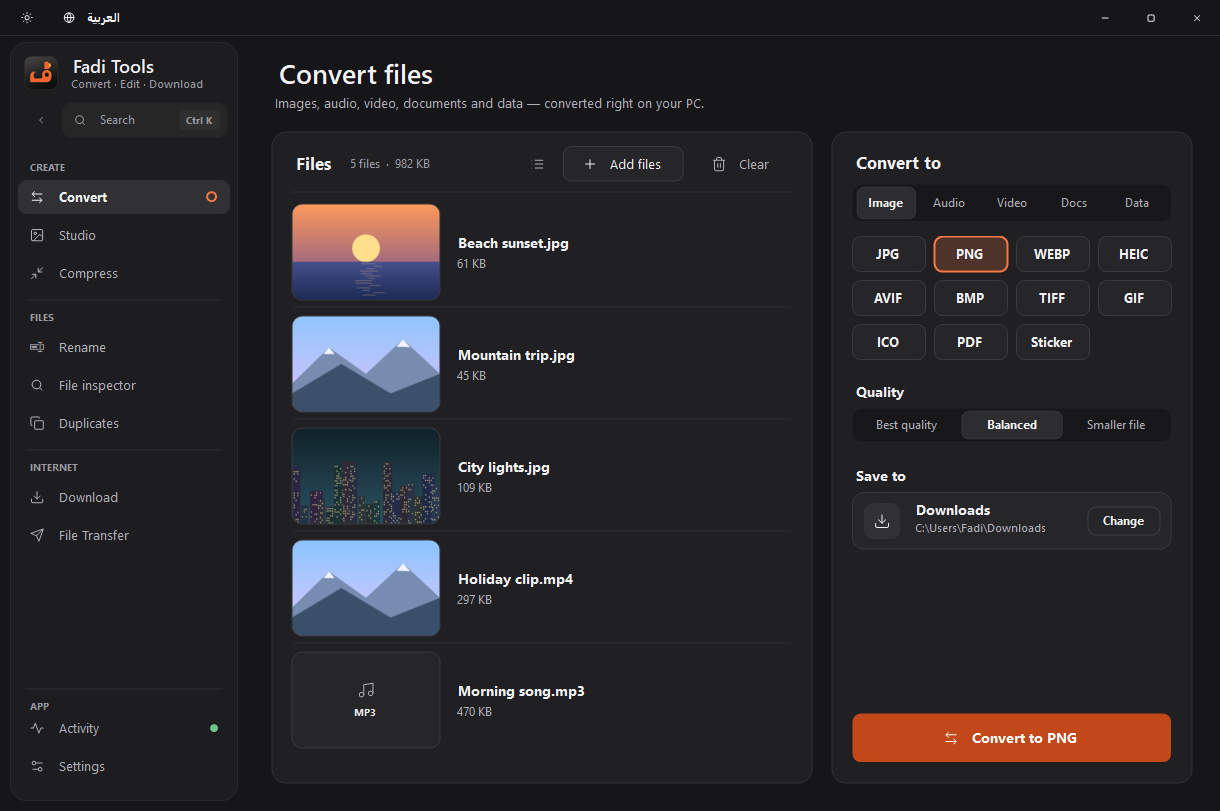 العربية
Fadi Tools
Convert · Edit · Download
Search
Ctrl K
CREATE
Convert
Studio
Compress
FILES
Rename
File inspector
Duplicates
INTERNET
Download
File Transfer
APP
Activity
Settings
Convert files
Images, audio, video, documents and data — converted right on your PC.
Files
5 files · 982 KB
Add files
Clear
Beach sunset.jpg
61 KB
Mountain trip.jpg
45 KB
City lights.jpg
109 KB
Holiday clip.mp4
297 KB
MP3
Morning song.mp3
470 KB
Convert to
Image Audio Video Docs Data
JPG PNG WEBP HEIC
AVIF BMP TIFF GIF
ICO PDF Sticker
Quality
Best quality Balanced Smaller file
Save to
Downloads
C:\Users\Fadi\Downloads
Change
Convert to PNG